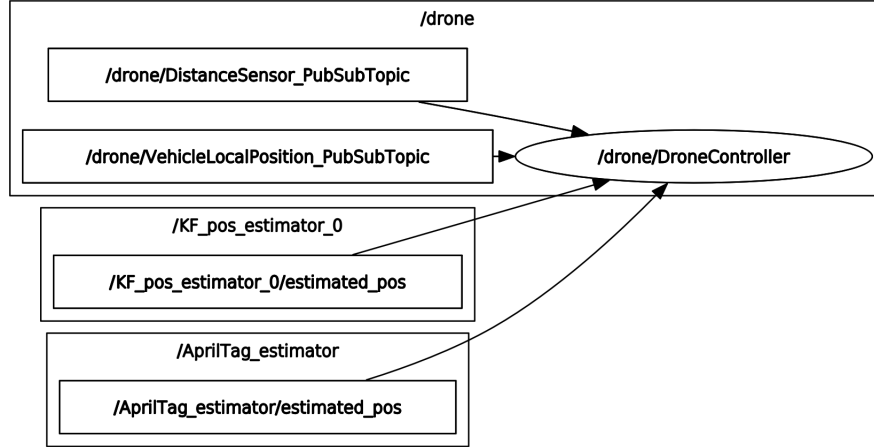 /drone
/drone/DistanceSensor_PubSubTopic
/drone/VehicleLocalPosition_PubSubTopic
/drone/DroneController
/KF_pos_estimator_0
/KF_pos_estimator_0/estimated_pos
/AprilTag_estimator
/AprilTag_estimator/estimated_pos